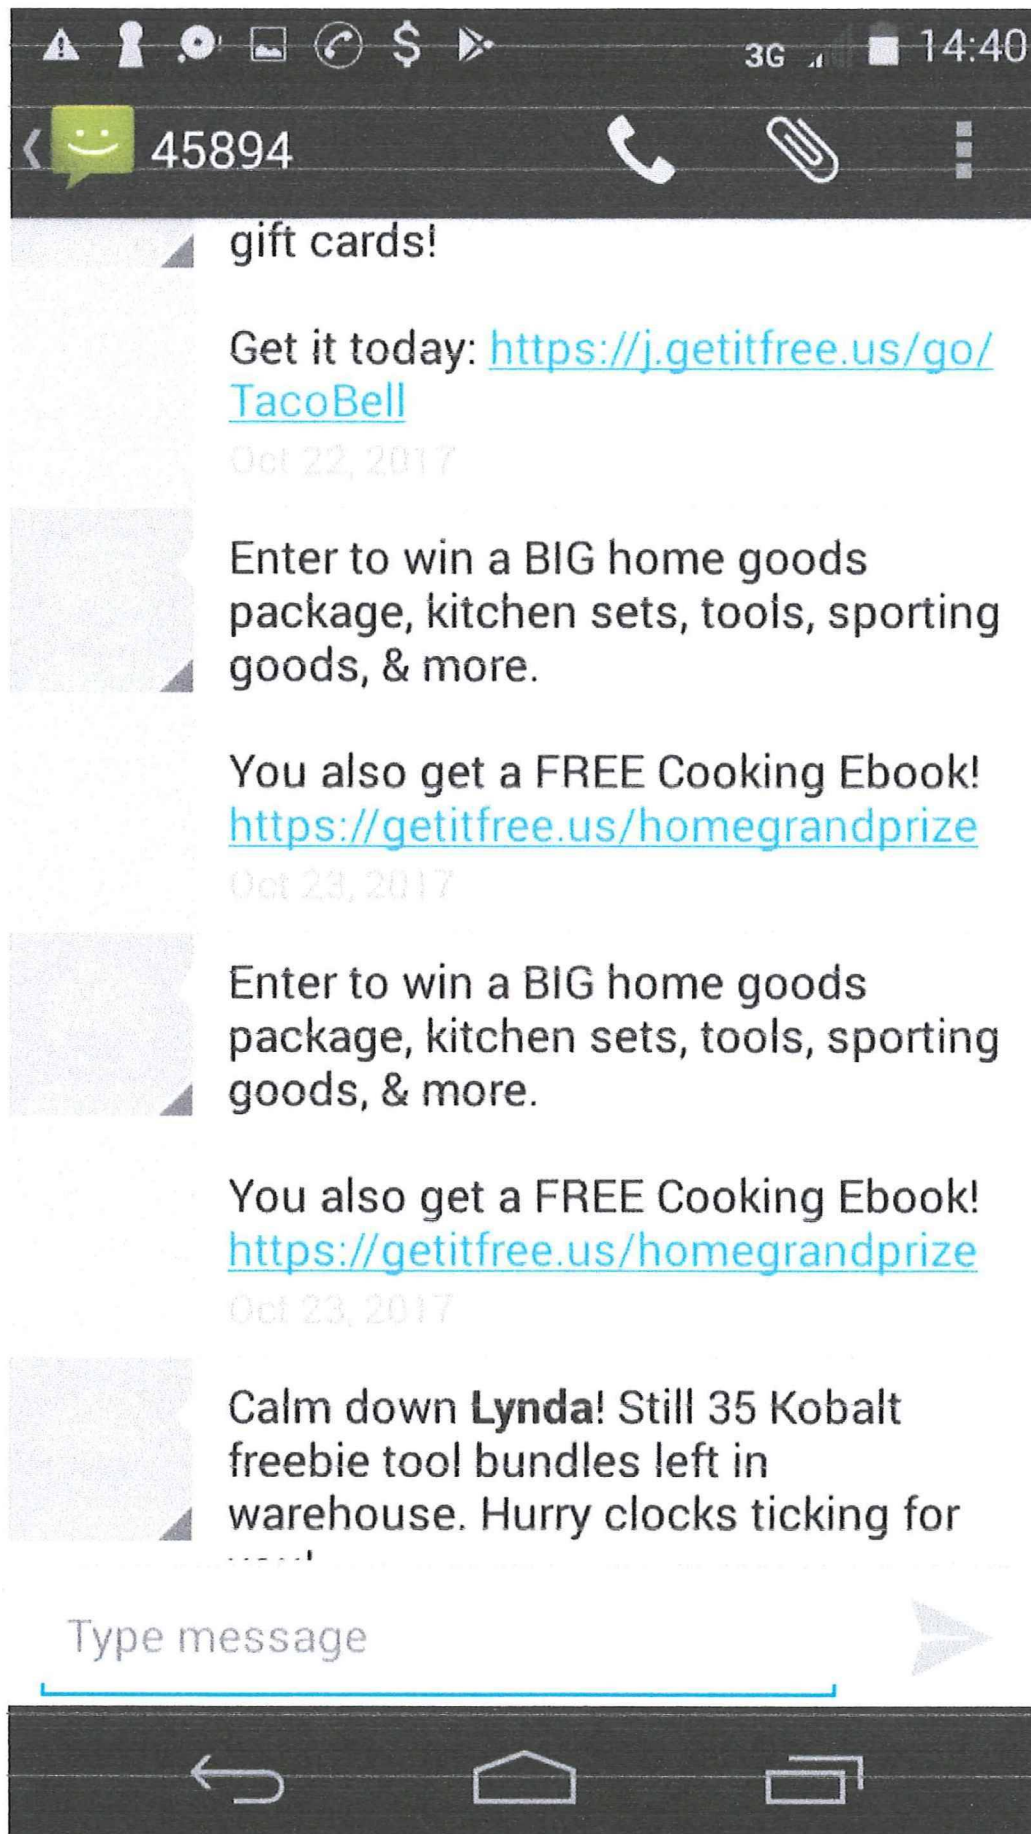 3G 14:40
45894
gift cards!
Get it today: https://j.getitfree.us/go/
TacoBell
Oct 22, 2017
Enter to win a BIG home goods
package, kitchen sets, tools, sporting
goods, & more.
You also get a FREE Cooking Ebook!
https://getitfree.us/homegrandprize
Oct 23, 2017
Enter to win a BIG home goods
package, kitchen sets, tools, sporting
goods, & more.
You also get a FREE Cooking Ebook!
https://getitfree.us/homegrandprize
Oct 23, 2017
Calm down Lynda! Still 35 Kobalt
freebie tool bundles left in
warehouse. Hurry clocks ticking for
Type message